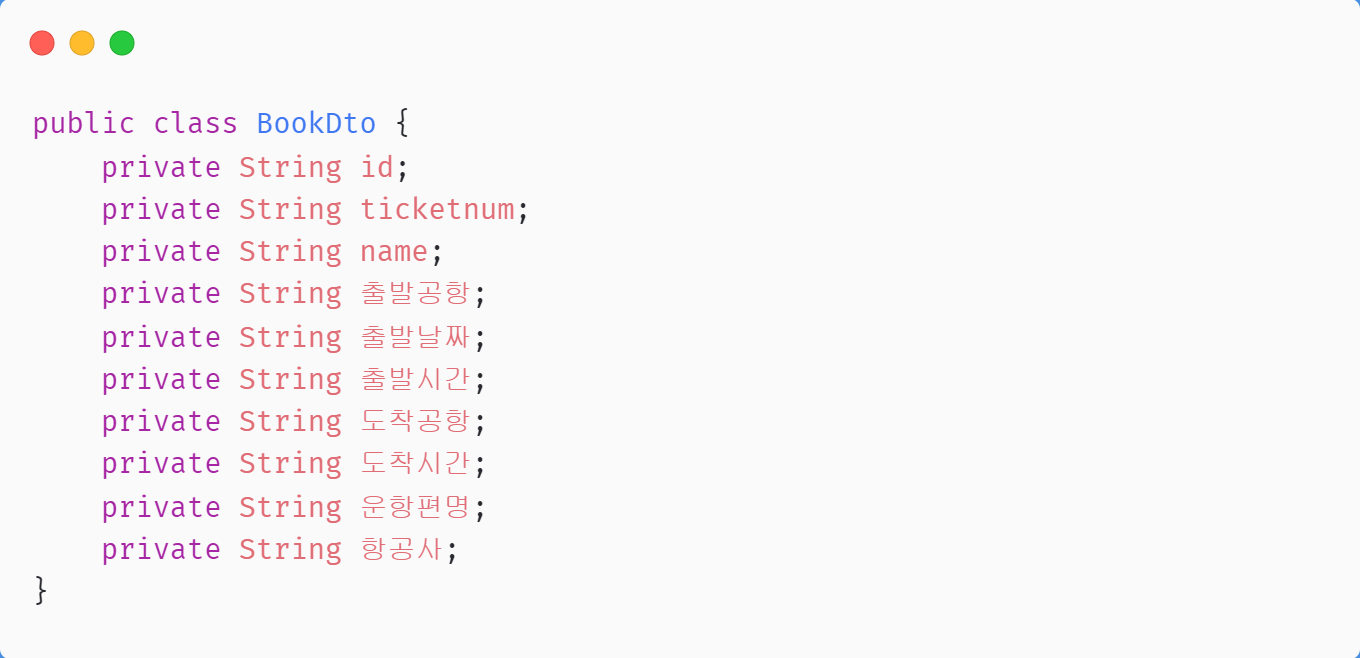 public class BookDto {
    private String id;
    private String ticketnum;
    private String name;
    private String 출발공항;
    private String 출발날짜;
    private String 출발시간;
    private String 도착공항;
    private String 도착시간;
    private String 운항편명;
    private String 항공사;
}